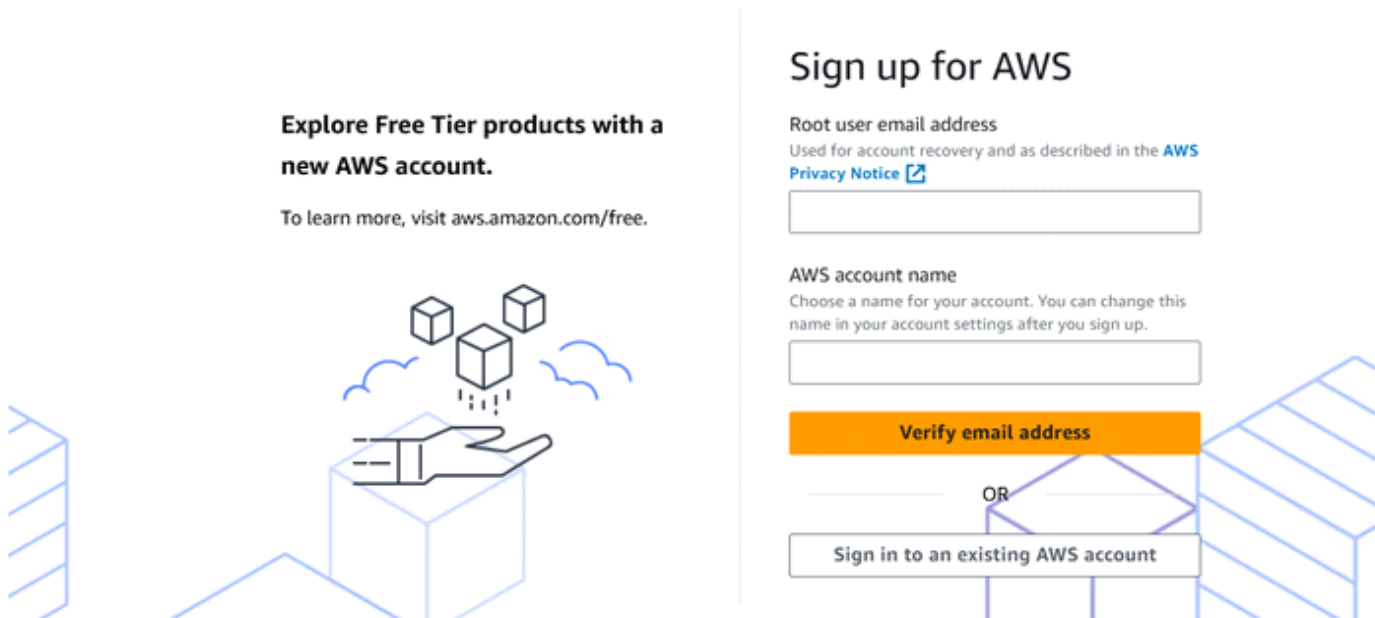 Explore Free Tier products with a
new AWS account.
To learn more, visit aws.amazon.com/free.
Sign up for AWS
Root user email address
Used for account recovery and as described in the AWS
Privacy Notice
AWS account name
Choose a name for your account. You can change this
name in your account settings after you sign up.
Verify email address
OR
Sign in to an existing AWS account